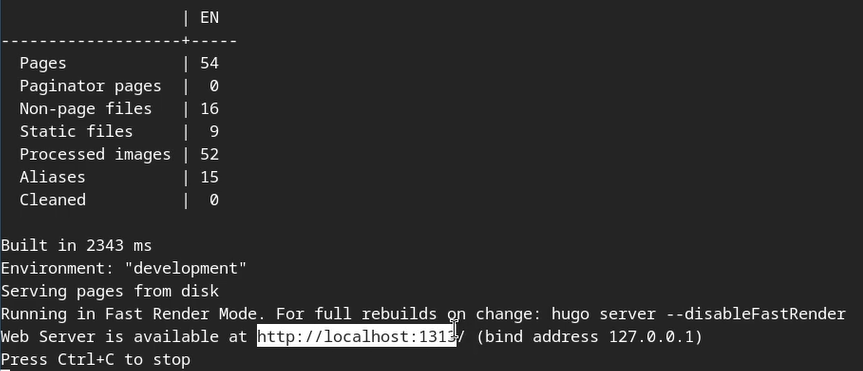 | EN
-------------------+-----
  Pages            | 54
  Paginator pages  |  0
  Non-page files   | 16
  Static files     |  9
  Processed images | 52
  Aliases          | 15
  Cleaned          |  0

Built in 2343 ms
Environment: "development"
Serving pages from disk
Running in Fast Render Mode. For full rebuilds on change: hugo server --disableFastRender
Web Server is available at http://localhost:1313/ (bind address 127.0.0.1)
Press Ctrl+C to stop